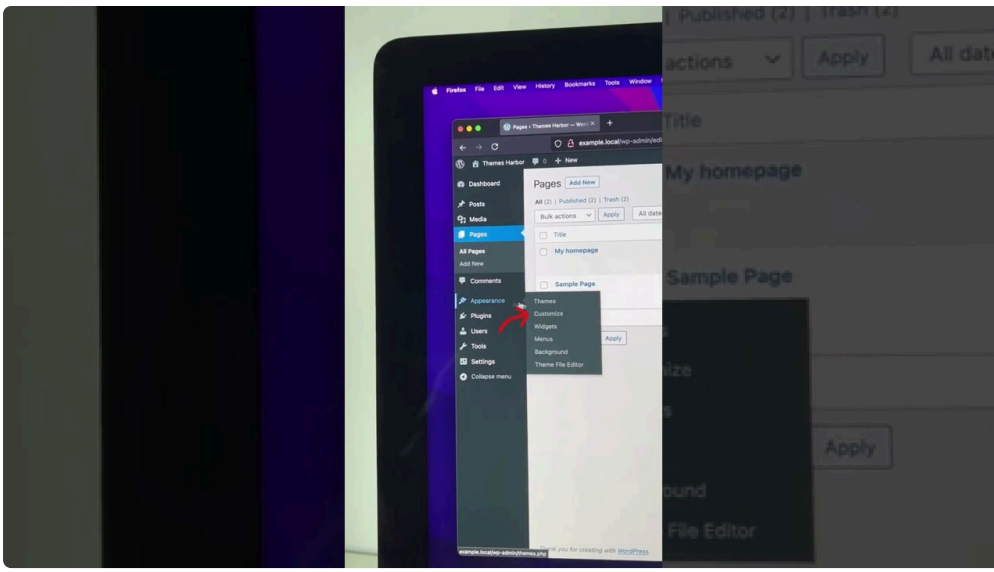 Firefox File Edit View History Bookmarks Tools Window
Pages ‹ Themes Harbor — Wor
example.local/wp-admin/edi
Themes Harbor 0 + New
Dashboard
Posts
Media
Pages
All Pages
Add New
Comments
Appearance
Plugins
Users
Tools
Settings
Collapse menu
Pages Add New
All (2) | Published (2) | Trash (2)
Bulk actions Apply All date
Title
My homepage
Sample Page
Themes
Customize
Widgets
Menus
Background
Theme File Editor
Apply
Thank you for creating with WordPress
example.local/wp-admin/themes.php
| Published (2) | Trash (2)
actions Apply All date
Title
My homepage
Sample Page
s
ize
s
Apply
ound
File Editor